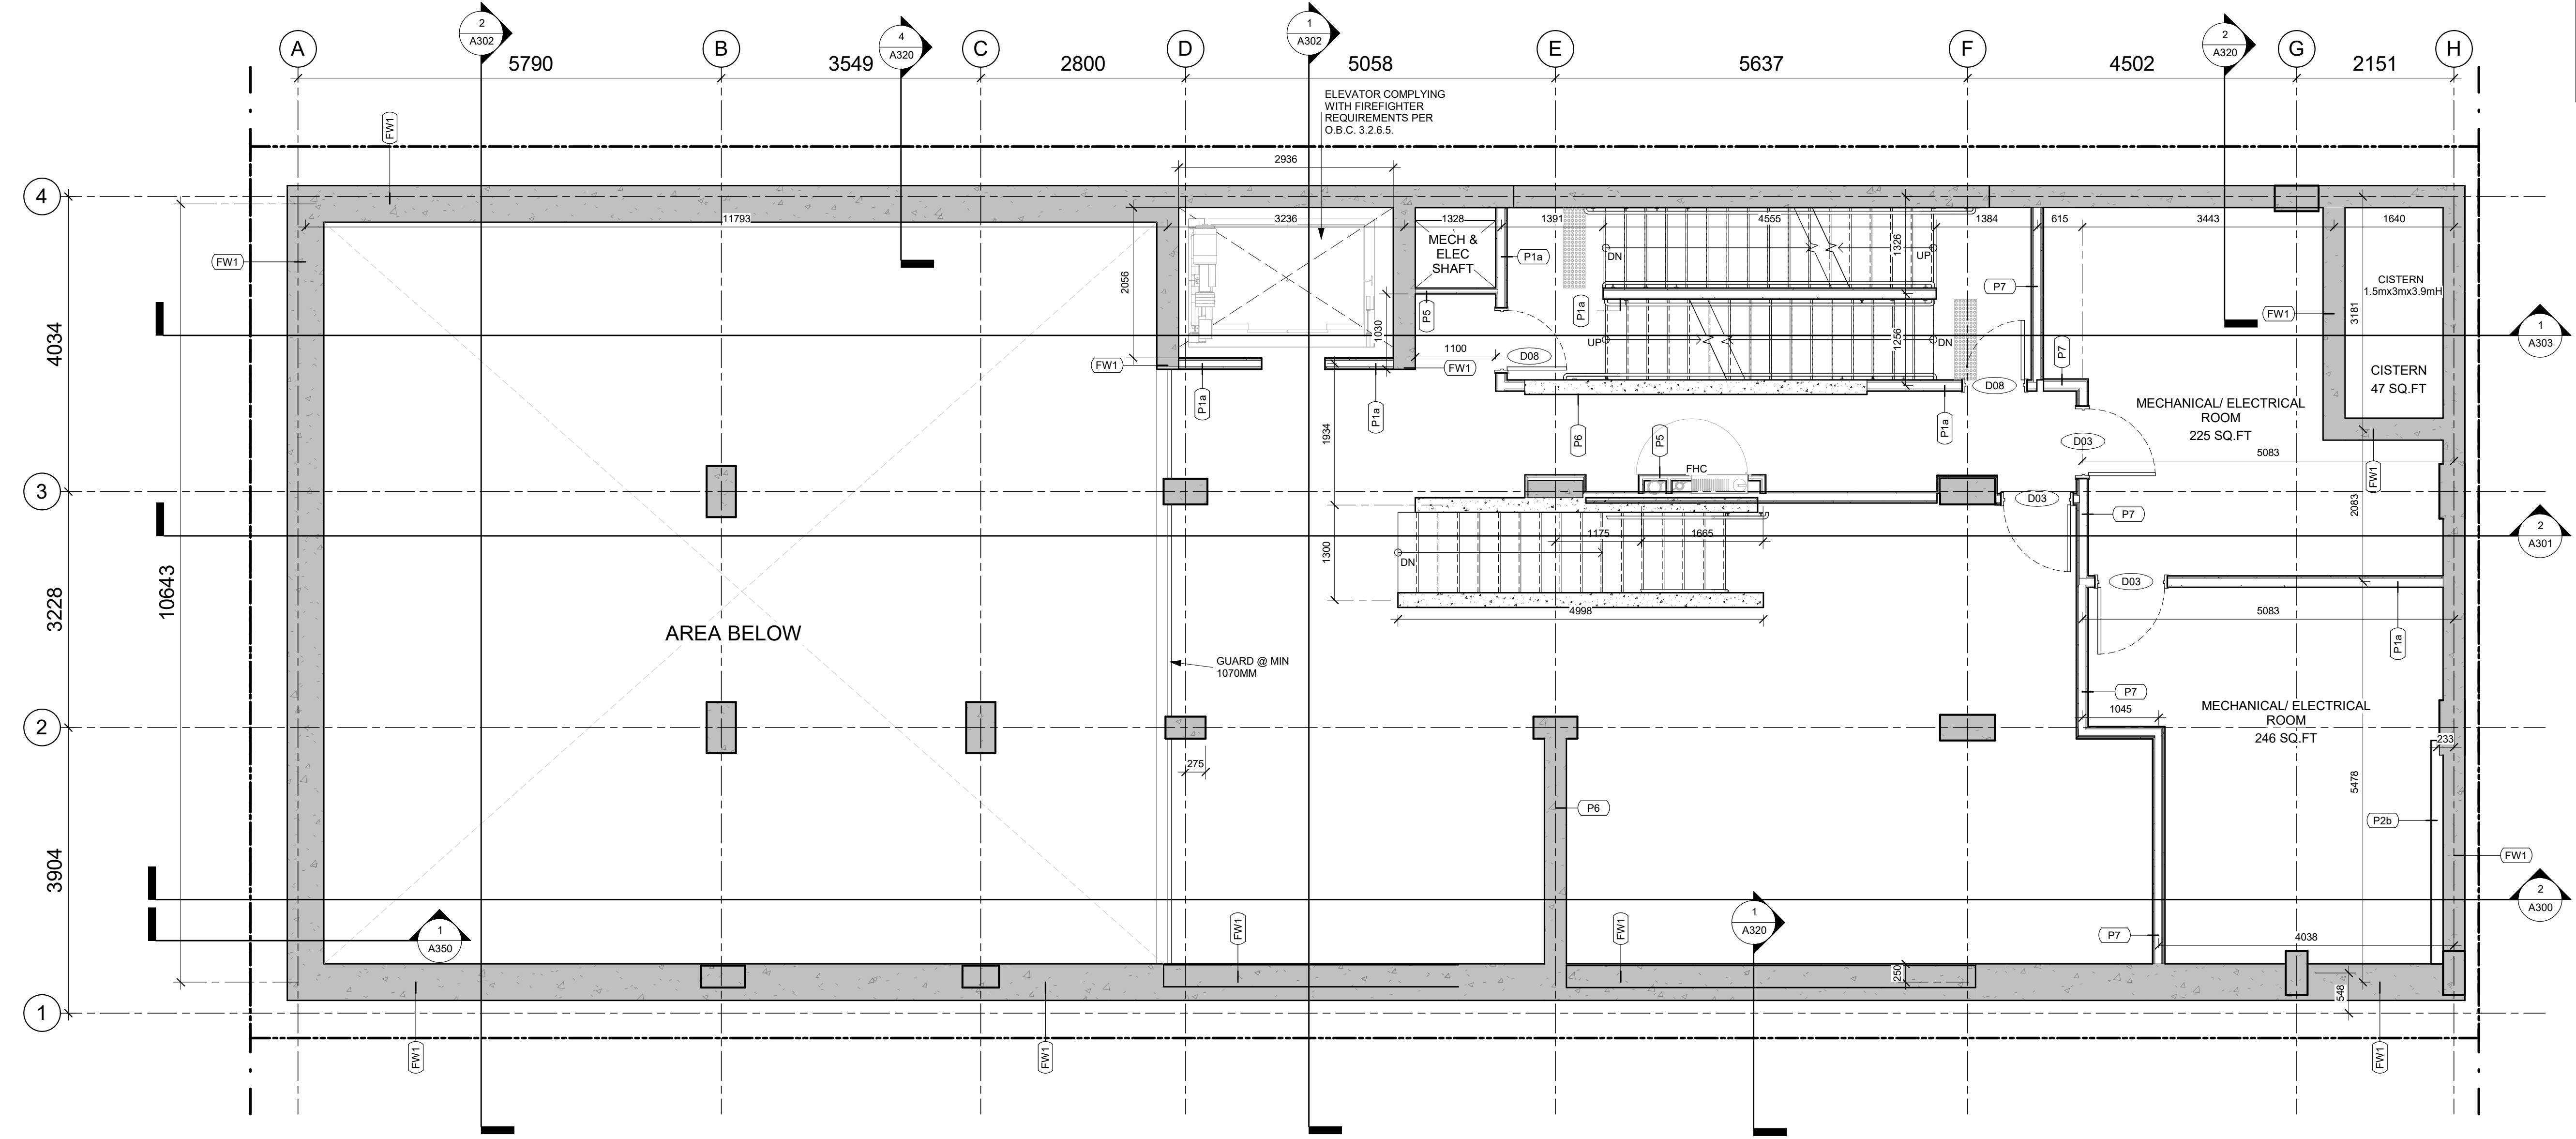 2
A302
4
A320
1
A302
2
A320
A
B
C
D
E
F
G
H
5790
3549
2800
5058
5637
4502
2151
ELEVATOR COMPLYING
WITH FIREFIGHTER
REQUIREMENTS PER
O.B.C. 3.2.6.5.
FW1
2936
4
11793
3236
1328
1391
4555
1384
615
3443
1640
MECH &
ELEC
SHAFT
P1a
DN
1326
UP
FW1
2056
P7
CISTERN
1.5mx3mx3.9mH
P5
P1a
1030
FW1
3181
1
A303
4034
UP
1256
DN
1100
D08
FW1
FW1
P7
D08
CISTERN
47 SQ.FT
P1a
P1a
P1a
MECHANICAL/ ELECTRICAL
ROOM
225 SQ.FT
1934
P6
P5
D03
5083
FHC
FW1
3
D03
2083
P7
2
A301
1175
1665
1300
DN
10643
D03
3228
4998
5083
AREA BELOW
P1a
GUARD @ MIN
1070MM
P7
MECHANICAL/ ELECTRICAL
ROOM
246 SQ.FT
1045
2
233
275
5478
P6
P2b
FW1
3904
2
A300
1
A350
FW1
FW1
1
A320
P7
4038
250
548
1
FW1
FW1
FW1